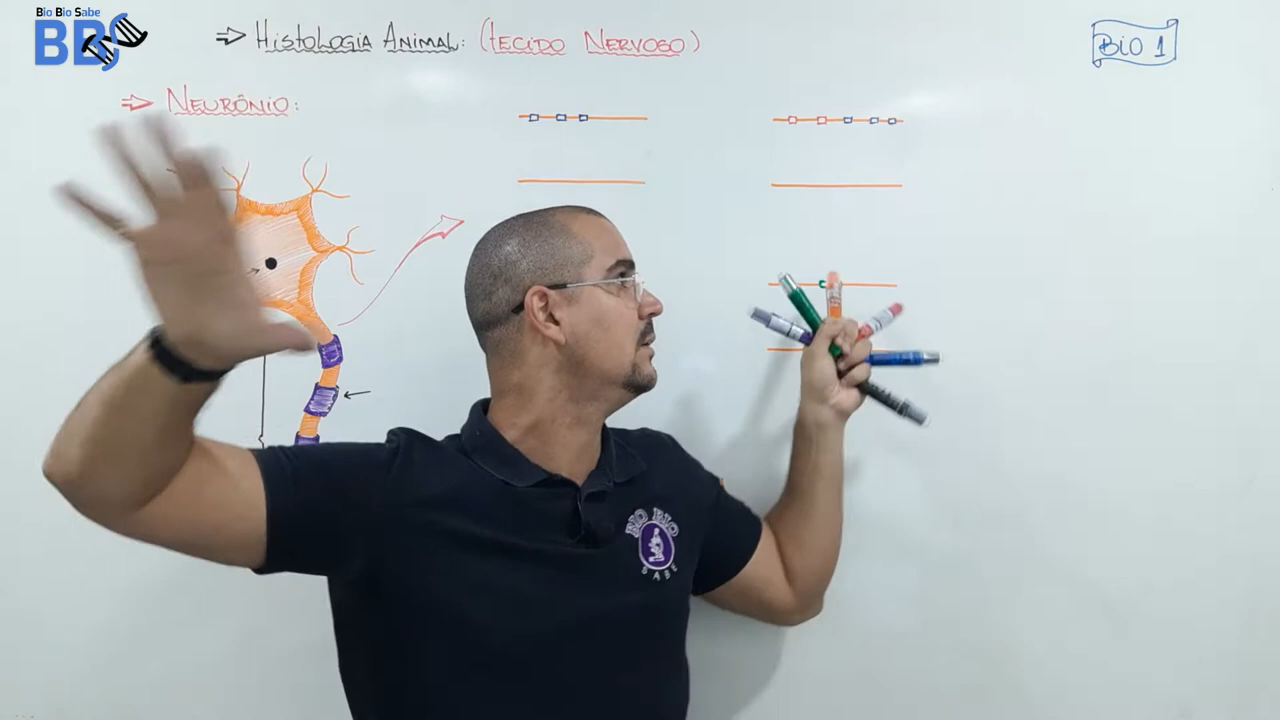 Bio Bio Sabe
BBS
⇒ Histologia Animal: (tecido Nervoso)
Bio 1
⇒ Neurônio:
BIO BIO
SABE